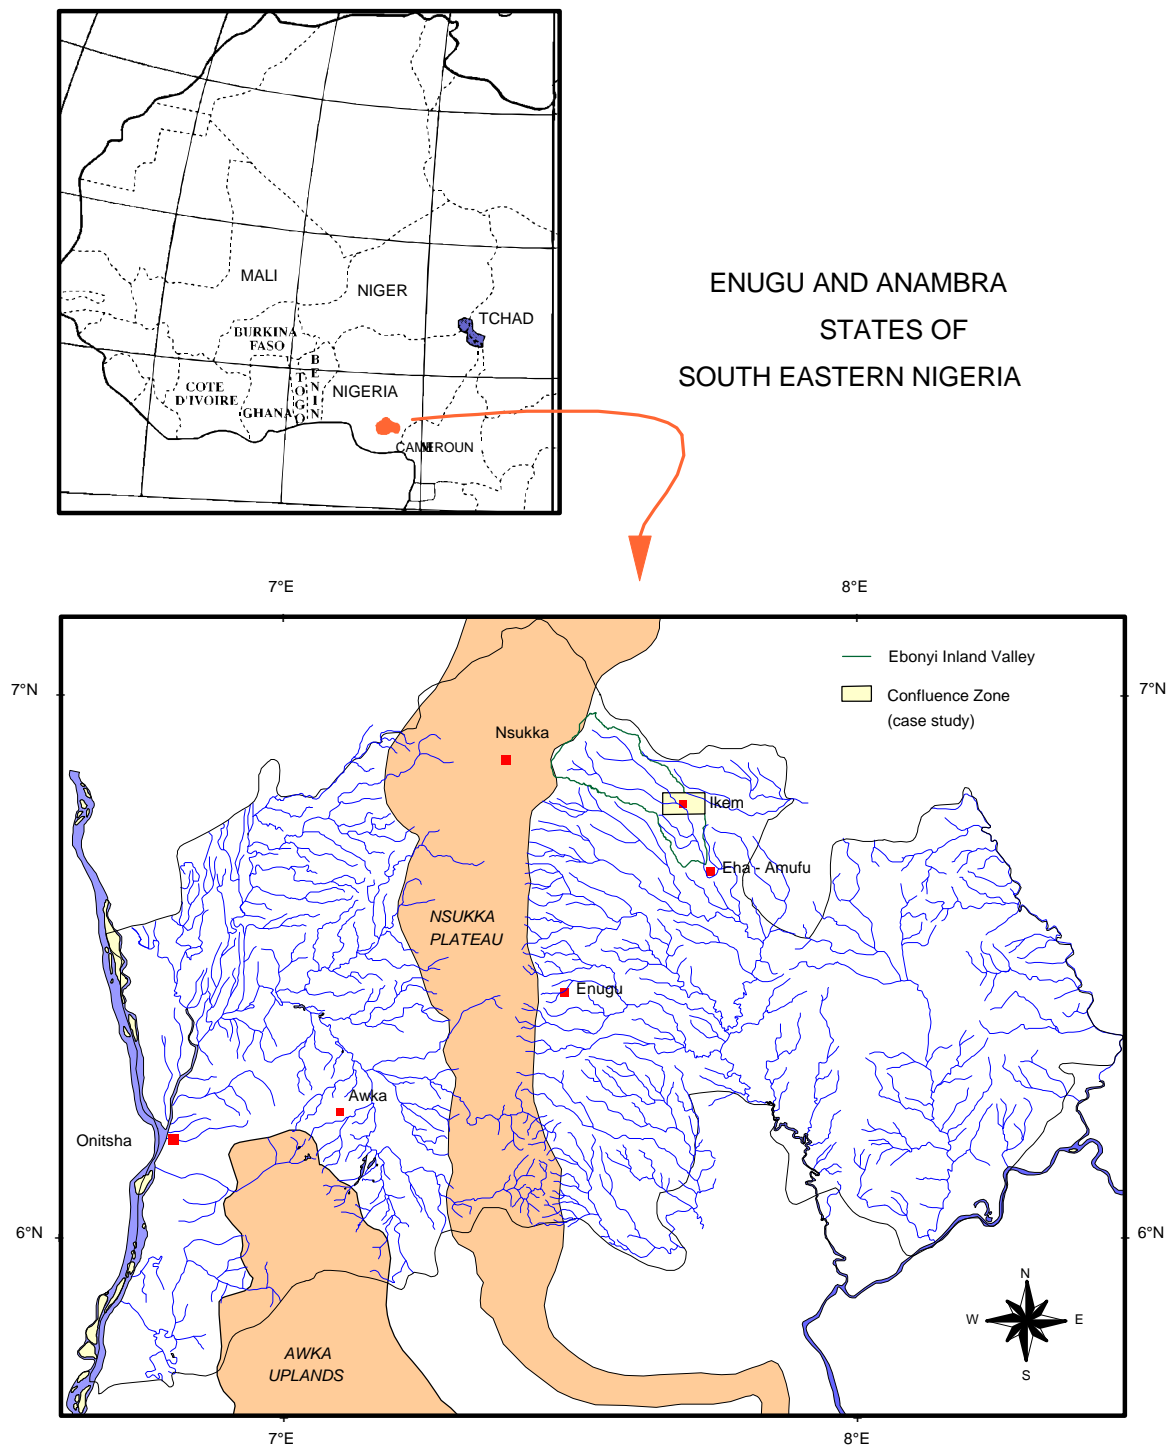 MALI
NIGER
TCHAD
BURKINA
FASO
BENIN
TOGO
NIGERIA
COTE
D'IVOIRE
GHANA
CAMEROUN
ENUGU AND ANAMBRA
STATES OF
SOUTH EASTERN NIGERIA
7°E
8°E
7°N
7°N
Ebonyi Inland Valley
Confluence Zone
(case study)
Nsukka
Ikem
Eha - Amufu
NSUKKA
PLATEAU
Enugu
Awka
Onitsha
6°N
6°N
N
W
E
S
AWKA
UPLANDS
7°E
8°E